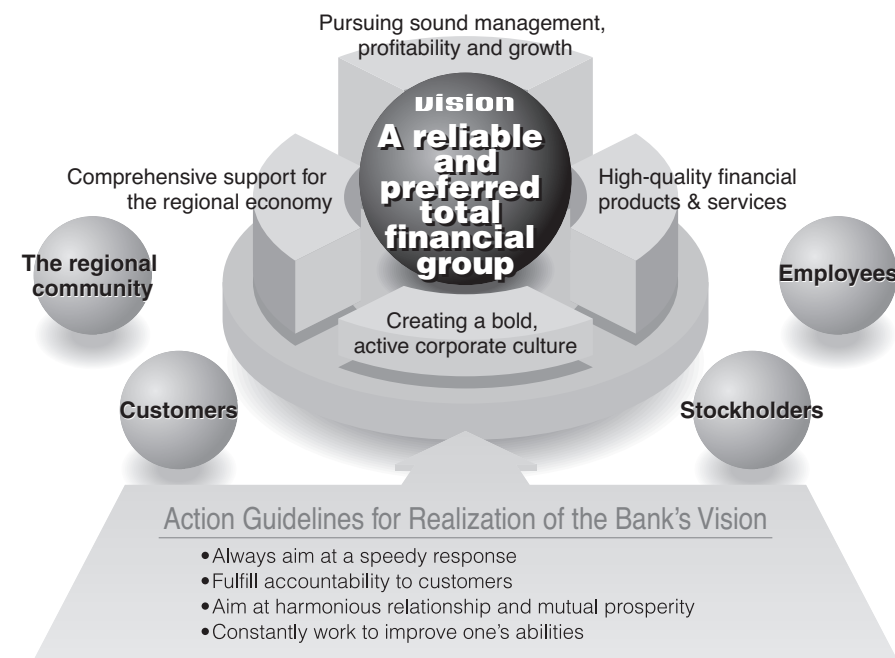 Pursuing sound management,
profitability and growth
vision
A reliable
and
preferred
total
financial
group
Comprehensive support for
the regional economy
High-quality financial
products & services
The regional
community
Employees
Creating a bold,
active corporate culture
Customers
Stockholders
Action Guidelines for Realization of the Bank's Vision
•Always aim at a speedy response
•Fulfill accountability to customers
•Aim at harmonious relationship and mutual prosperity
•Constantly work to improve one's abilities